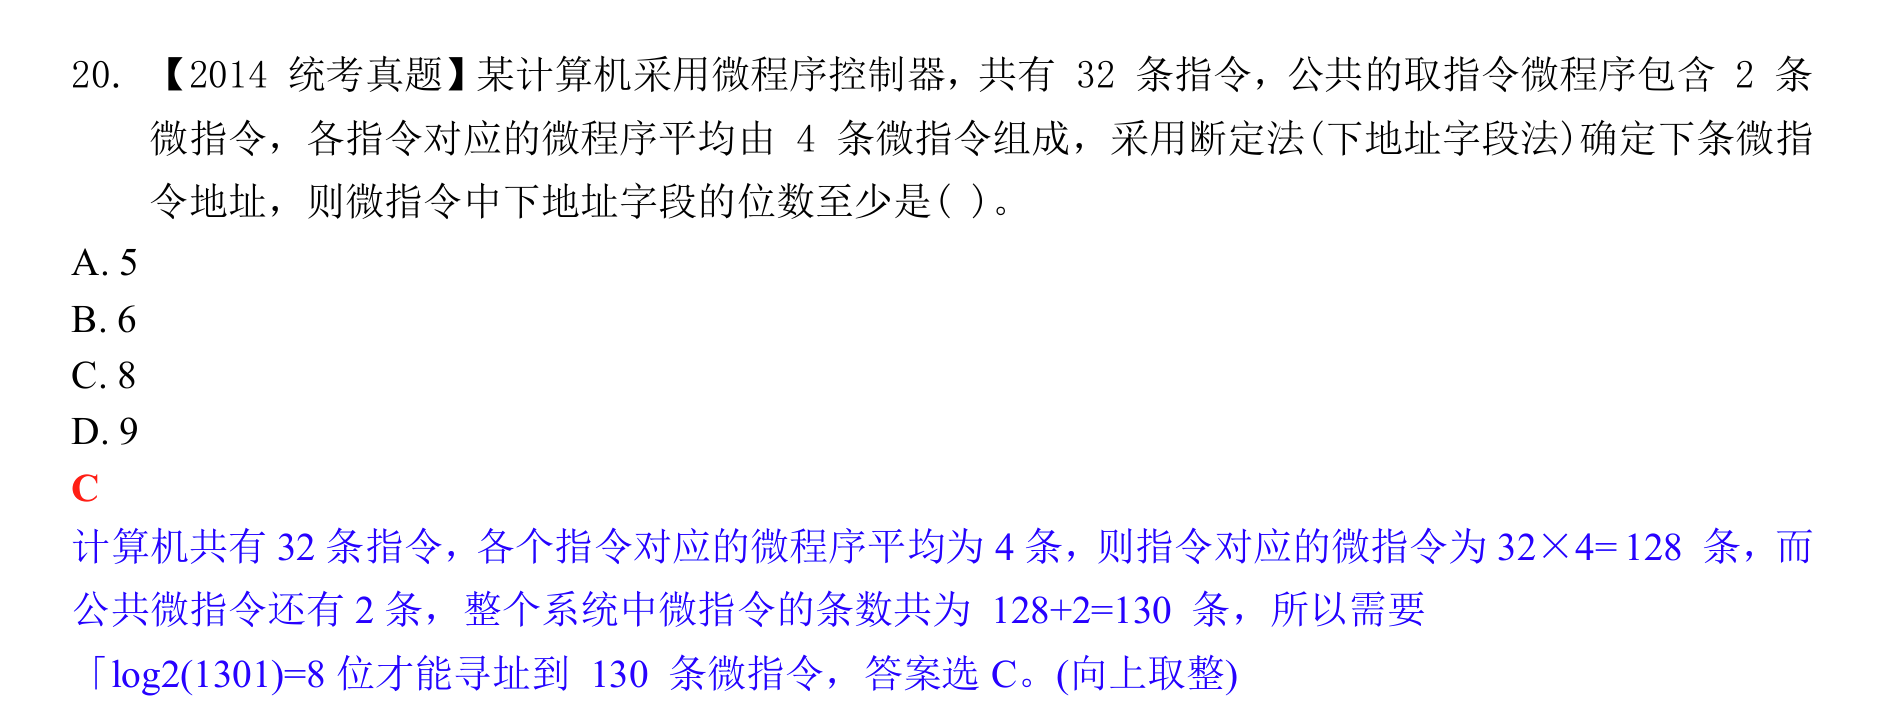 20. 【2014 统考真题】某计算机采用微程序控制器，共有 32 条指令，公共的取指令微程序包含 2 条
微指令，各指令对应的微程序平均由 4 条微指令组成，采用断定法(下地址字段法)确定下条微指
令地址，则微指令中下地址字段的位数至少是( )。
A. 5
B. 6
C. 8
D. 9
C
计算机共有 32 条指令，各个指令对应的微程序平均为 4 条，则指令对应的微指令为 32×4= 128 条，而
公共微指令还有 2 条，整个系统中微指令的条数共为 128+2=130 条，所以需要
「log2(1301)=8 位才能寻址到 130 条微指令，答案选 C。(向上取整)